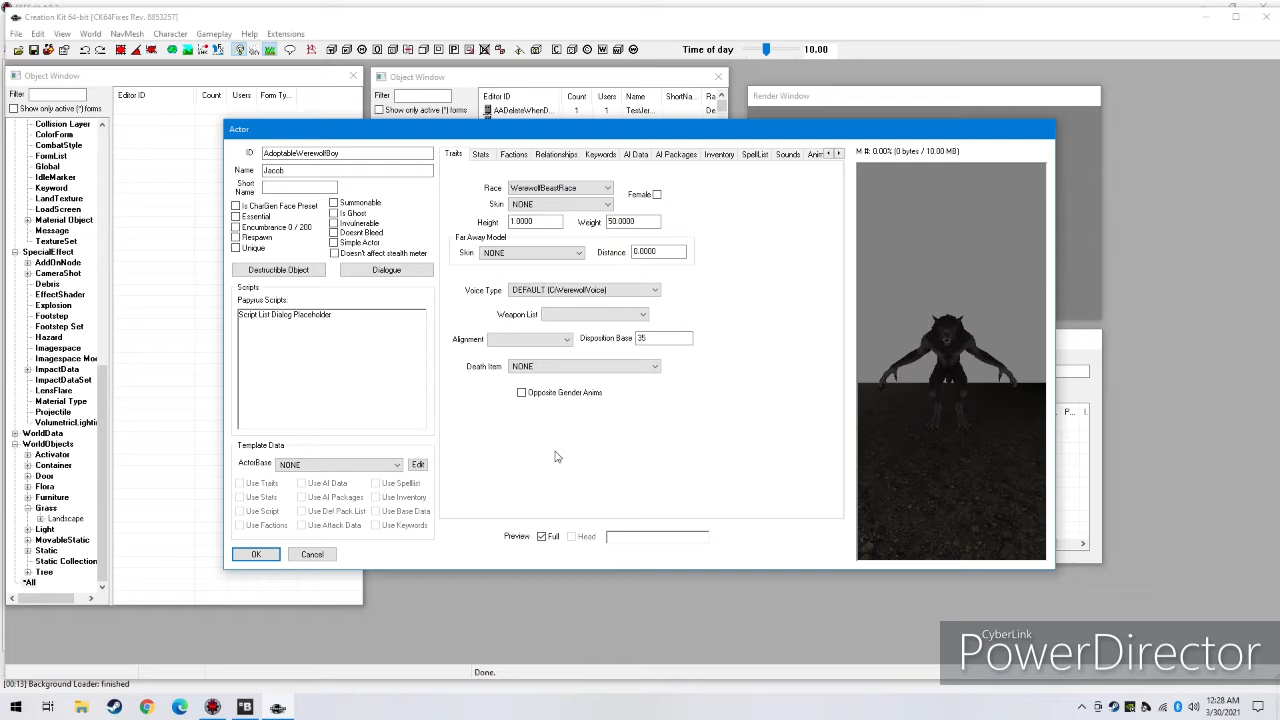 Creation Kit 64-bit [CK64Fixes Rev. 8853257]
File Edit View World NavMesh Character Gameplay Help Extensions
Time of day 10.00
Object Window
Filter
Show only active (*) forms
Editor ID Count Users Form Ty...
Collision Layer
ColorForm
CombatStyle
FormList
Global
IdleMarker
Keyword
LandTexture
LoadScreen
Material Object
Message
TextureSet
SpecialEffect
AddOnNode
CameraShot
Debris
EffectShader
Explosion
Footstep
Footstep Set
Hazard
Imagespace
Imagespace Mo
ImpactData
ImpactDataSet
LensFlare
Material Type
Projectile
VolumetricLighti
WorldData
WorldObjects
Activator
Container
Door
Flora
Furniture
Grass
Landscape
Light
MovableStatic
Static
Static Collection
Tree
*All
Object Window
Filter
Show only active (*) forms
Editor ID Count Users Name ShortNa... Ra
AADeleteWhenD... 1 1 TesJer... De
Render Window
P... L
Actor
ID AdoptableWerewolfBoy
Name Jacob
Short Name
Is CharGen Face Preset
Essential
Encumbrance 0 / 200
Respawn
Unique
Summonable
Is Ghost
Invulnerable
Doesnt Bleed
Simple Actor
Doesn't affect stealth meter
Destructible Object Dialogue
Scripts
Papyrus Scripts:
Script List Dialog Placeholder
Template Data
ActorBase NONE Edit
Use Traits Use AI Data Use Spelllist
Use Stats Use AI Packages Use Inventory
Use Script Use Def Pack List Use Base Data
Use Factions Use Attack Data Use Keywords
OK Cancel
Traits Stats Factions Relationships Keywords AI Data AI Packages Inventory SpellList Sounds Anim
Race WerewolfBeastRace Female
Skin NONE
Height 1.0000 Weight 50.0000
Far Away Model
Skin NONE Distance 0.0000
Voice Type DEFAULT (CrWerewolfVoice)
Weapon List
Alignment Disposition Base 35
Death Item NONE
Opposite Gender Anims
Preview Full Head
M #: 0.00% (0 bytes / 10.00 MB)
Done.
[00:13] Background Loader: finished
CyberLink
PowerDirector
12:28 AM
3/30/2021